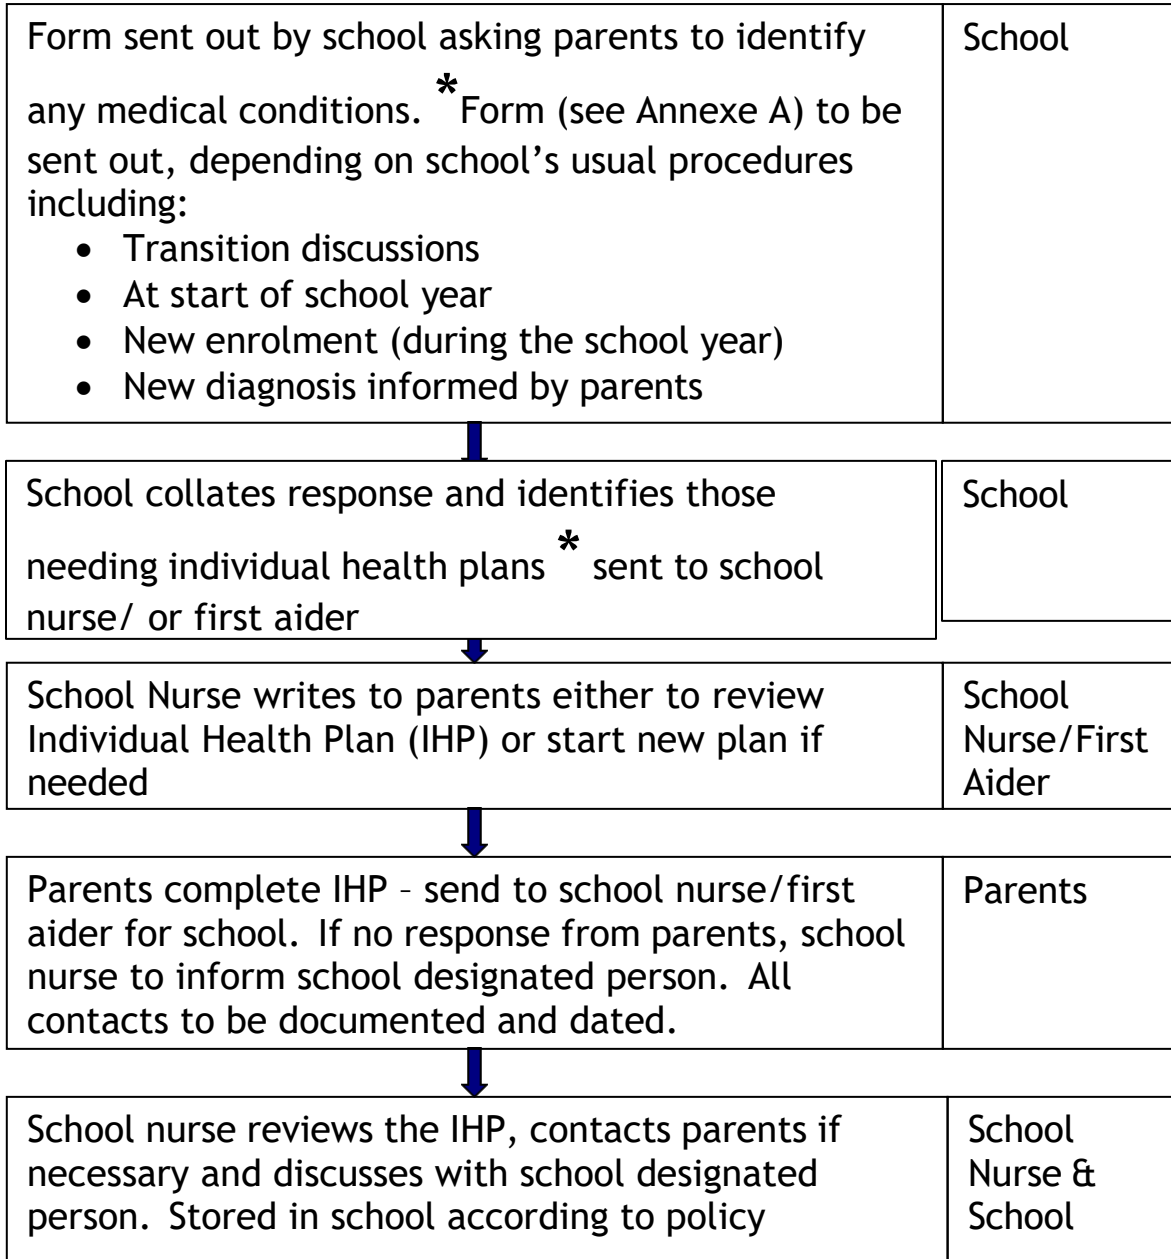 Form sent out by school asking parents to identify
any medical conditions. *Form (see Annexe A) to be
sent out, depending on school’s usual procedures
including:
• Transition discussions
• At start of school year
• New enrolment (during the school year)
• New diagnosis informed by parents
School
School collates response and identifies those
needing individual health plans * sent to school
nurse/ or first aider
School
School Nurse writes to parents either to review
Individual Health Plan (IHP) or start new plan if
needed
School
Nurse/First
Aider
Parents complete IHP – send to school nurse/first
aider for school. If no response from parents, school
nurse to inform school designated person. All
contacts to be documented and dated.
Parents
School nurse reviews the IHP, contacts parents if
necessary and discusses with school designated
person. Stored in school according to policy
School
Nurse &
School